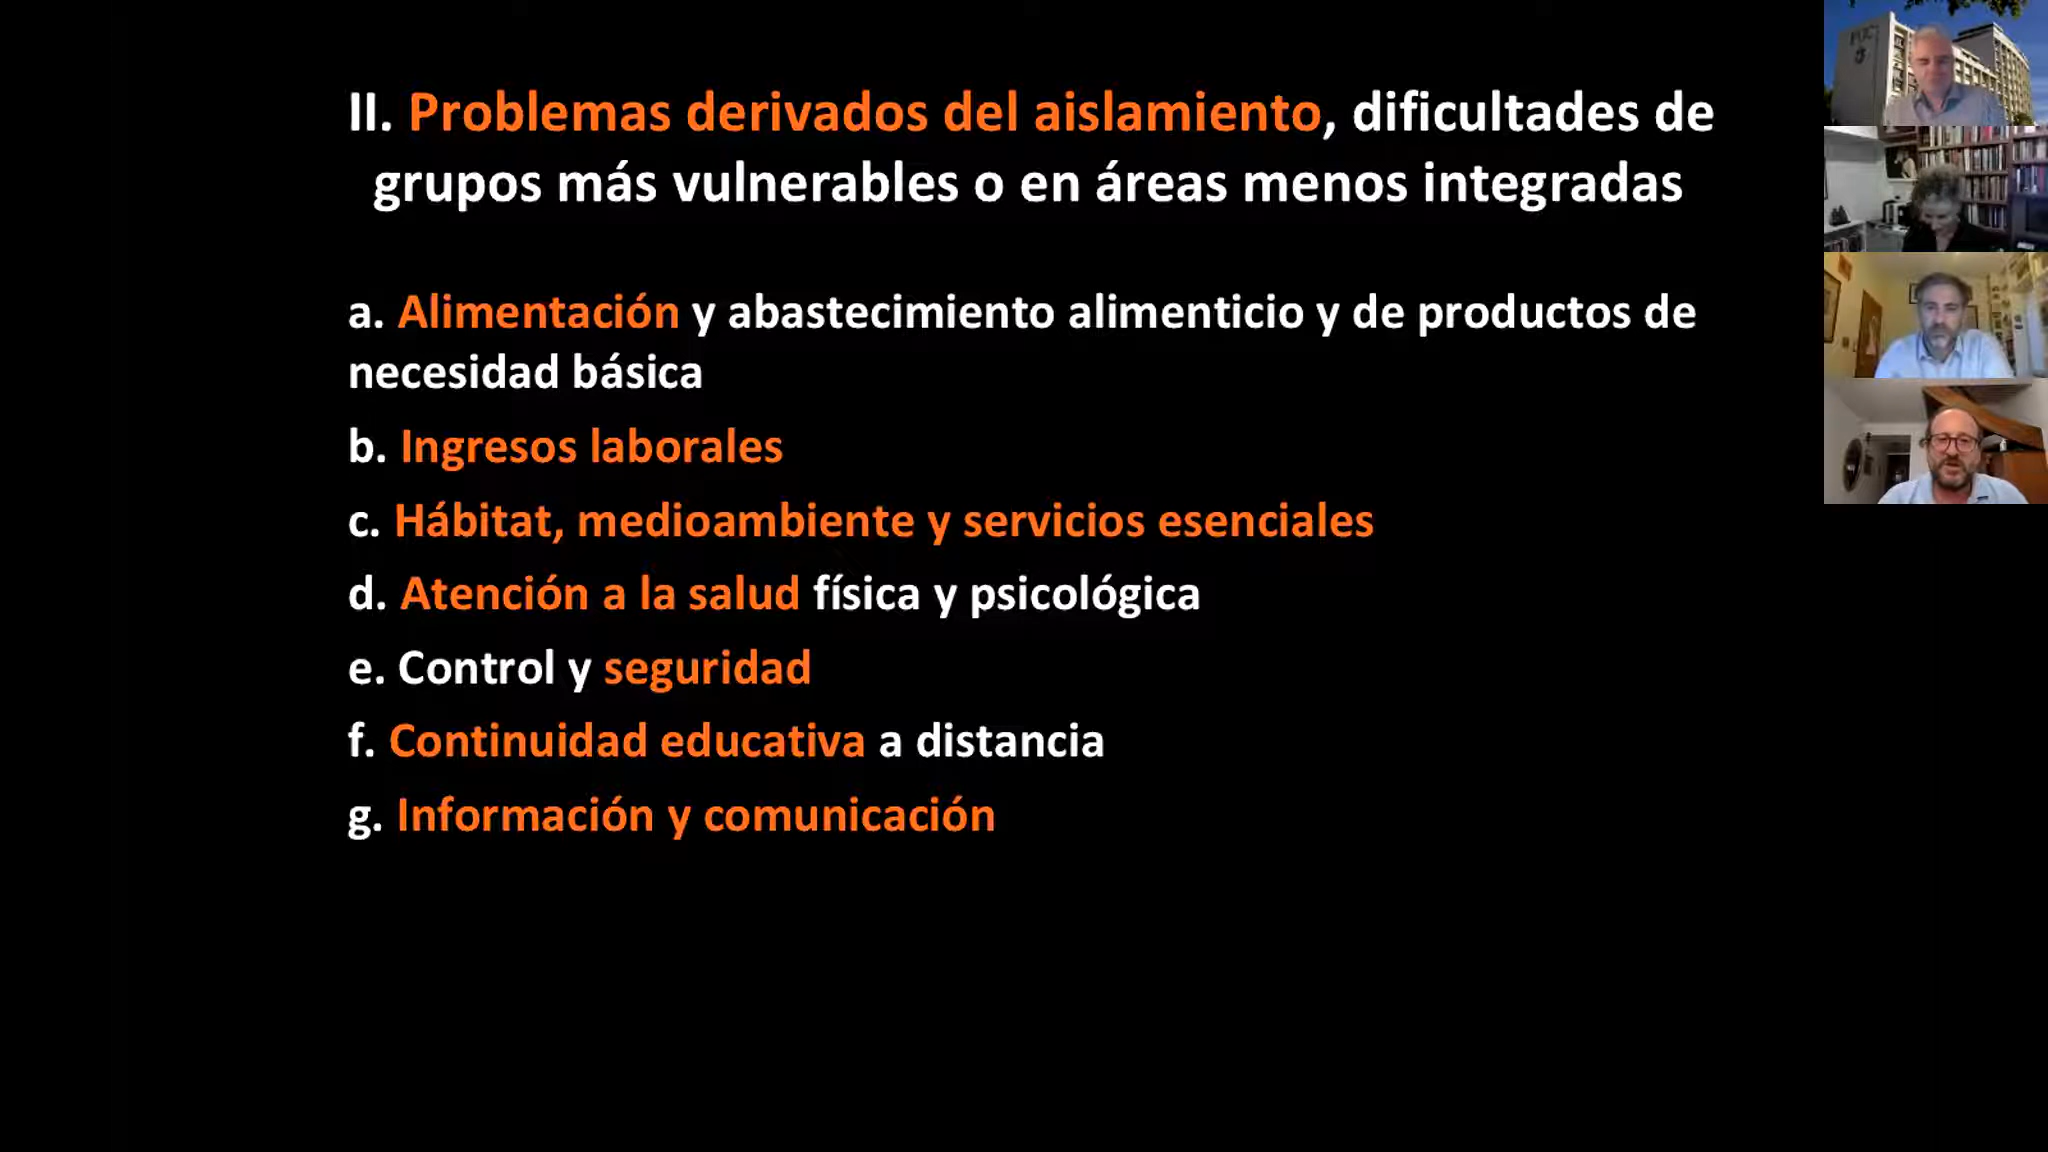 II. Problemas derivados del aislamiento, dificultades de
grupos más vulnerables o en áreas menos integradas
a. Alimentación y abastecimiento alimenticio y de productos de
necesidad básica
b. Ingresos laborales
c. Hábitat, medioambiente y servicios esenciales
d. Atención a la salud física y psicológica
e. Control y seguridad
f. Continuidad educativa a distancia
g. Información y comunicación